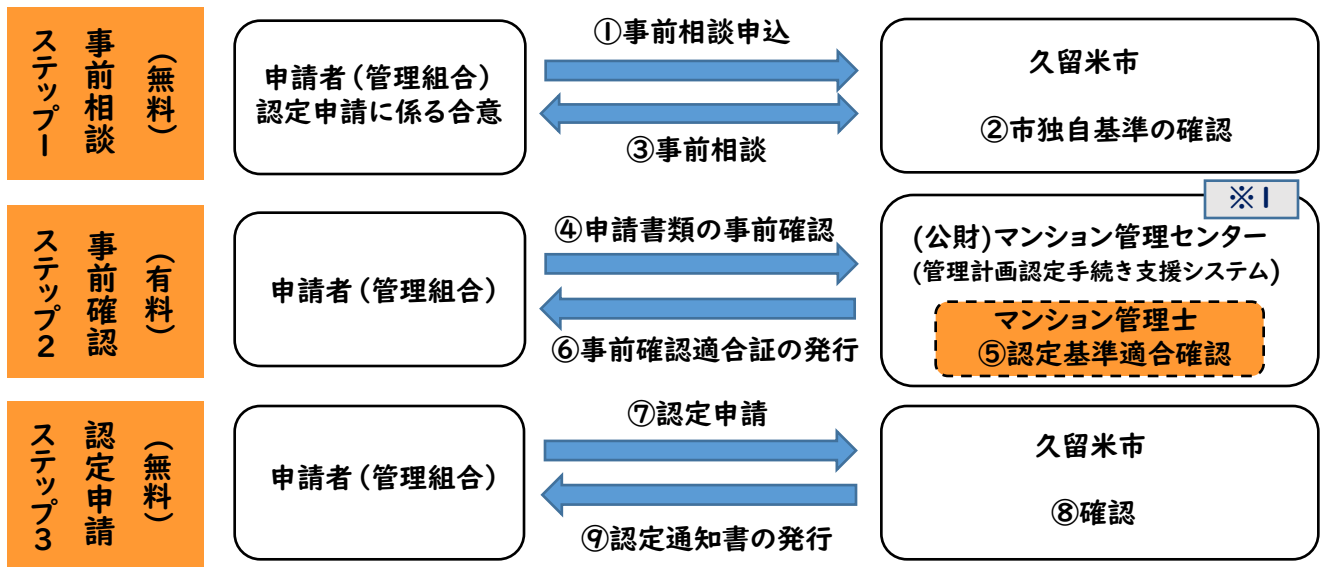 ステップ1
事前相談
(無料)
申請者(管理組合)
認定申請に係る合意
①事前相談申込
③事前相談
久留米市
②市独自基準の確認
ステップ2
事前確認
(有料)
申請者(管理組合)
④申請書類の事前確認
⑥事前確認適合証の発行
※1
(公財)マンション管理センター
(管理計画認定手続き支援システム)
マンション管理士
⑤認定基準適合確認
ステップ3
認定申請
(無料)
申請者(管理組合)
⑦認定申請
⑨認定通知書の発行
久留米市
⑧確認